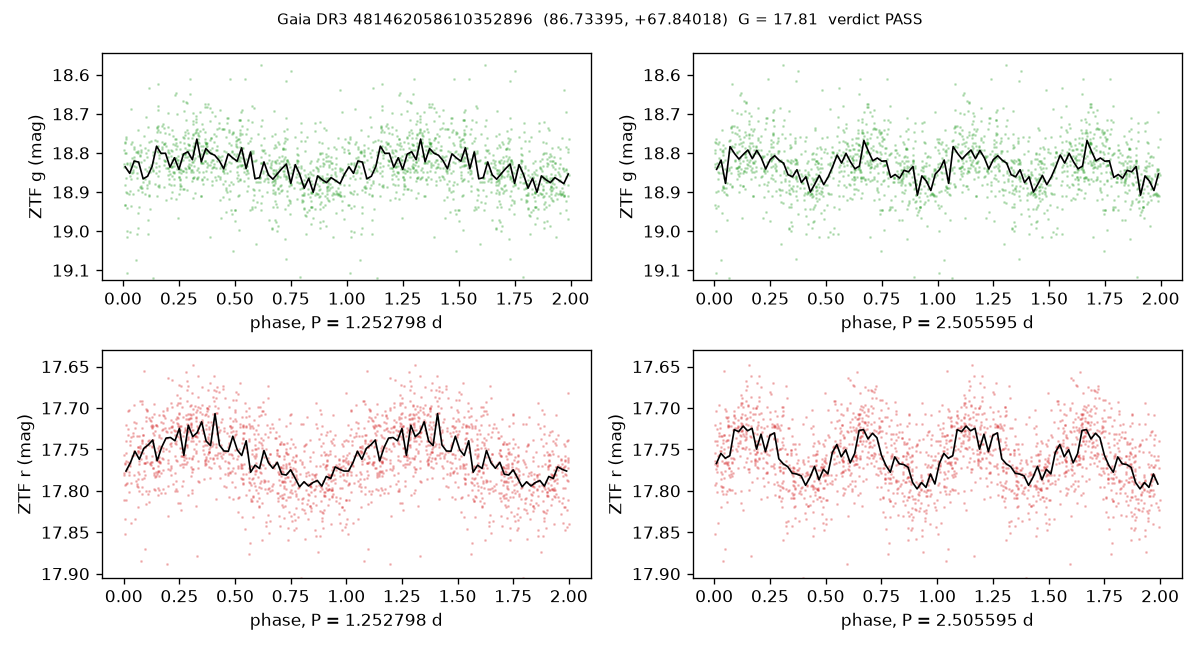 Gaia DR3 481462058610352896 (86.73395, +67.84018) G = 17.81 verdict PASS
ZTF g (mag)
18.6
18.7
18.8
18.9
19.0
19.1
0.00 0.25 0.50 0.75 1.00 1.25 1.50 1.75 2.00
phase, P = 1.252798 d
ZTF g (mag)
18.6
18.7
18.8
18.9
19.0
19.1
0.00 0.25 0.50 0.75 1.00 1.25 1.50 1.75 2.00
phase, P = 2.505595 d
ZTF r (mag)
17.65
17.70
17.75
17.80
17.85
17.90
0.00 0.25 0.50 0.75 1.00 1.25 1.50 1.75 2.00
phase, P = 1.252798 d
ZTF r (mag)
17.65
17.70
17.75
17.80
17.85
17.90
0.00 0.25 0.50 0.75 1.00 1.25 1.50 1.75 2.00
phase, P = 2.505595 d